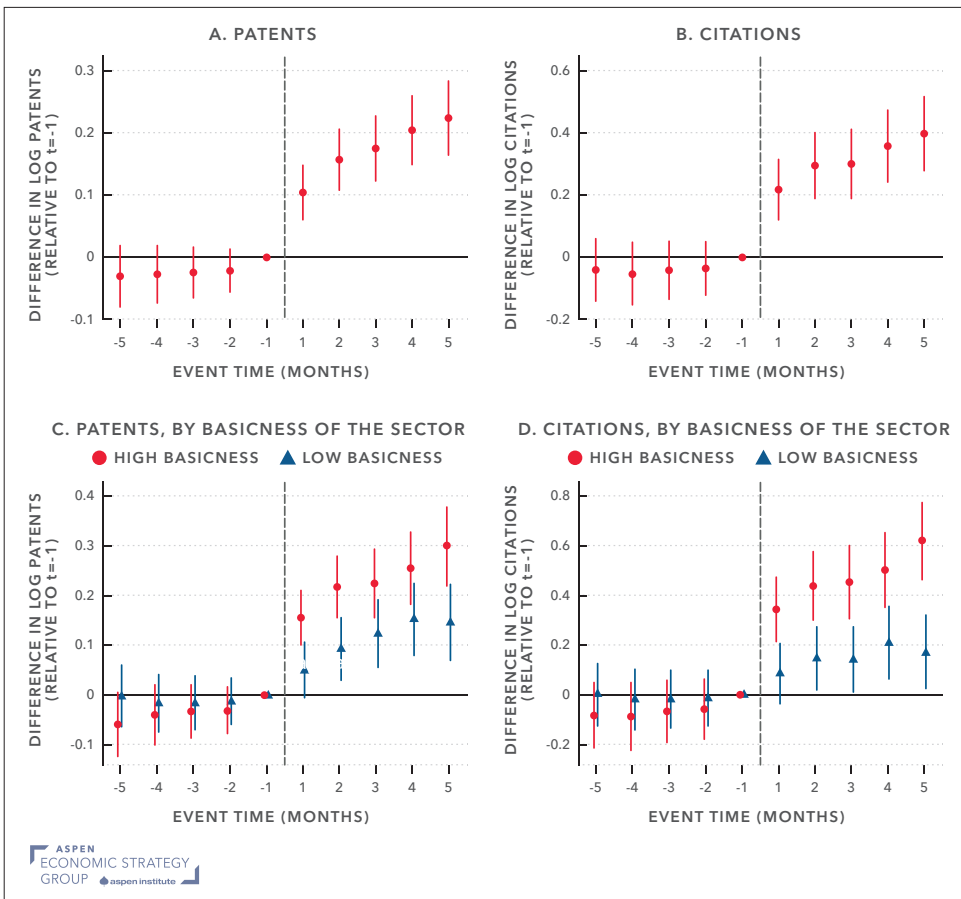 A. PATENTS
DIFFERENCE IN LOG PATENTS
(RELATIVE TO t=-1)
0.3
0.2
0.1
0
-0.1
-5 -4 -3 -2 -1 1 2 3 4 5
EVENT TIME (MONTHS)
B. CITATIONS
DIFFERENCE IN LOG CITATIONS
(RELATIVE TO t=-1)
0.6
0.4
0.2
0
-0.2
-5 -4 -3 -2 -1 1 2 3 4 5
EVENT TIME (MONTHS)
C. PATENTS, BY BASICNESS OF THE SECTOR
HIGH BASICNESS LOW BASICNESS
DIFFERENCE IN LOG PATENTS
(RELATIVE TO t=-1)
0.4
0.3
0.2
0.1
0
-0.1
-5 -4 -3 -2 -1 1 2 3 4 5
EVENT TIME (MONTHS)
D. CITATIONS, BY BASICNESS OF THE SECTOR
HIGH BASICNESS LOW BASICNESS
DIFFERENCE IN LOG CITATIONS
(RELATIVE TO t=-1)
0.8
0.6
0.4
0.2
0
-0.2
-5 -4 -3 -2 -1 1 2 3 4 5
EVENT TIME (MONTHS)
ASPEN
ECONOMIC STRATEGY
GROUP aspen institute